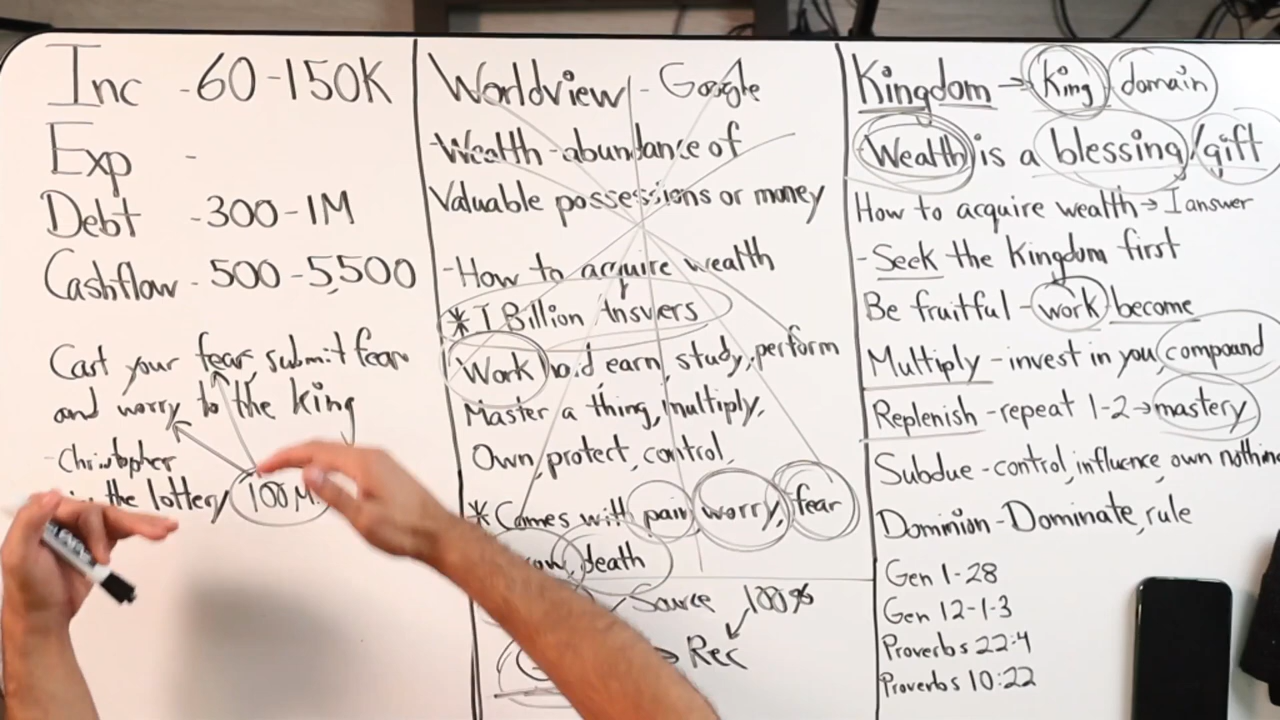 Inc - 60-150K
Exp -
Debt - 300-1M
Cashflow - 500-5,500
Cast your fear, submit fear
and worry to the king
- Christopher
the lottery 100M
Worldview - Google
-Wealth - abundance of
Valuable possessions or money
-How to acquire wealth
* 1 Billion Answers
Work hard earn, study, perform
Master a thing, multiply,
Own, protect, control,
* Comes with pain, worry, fear
death
Source 100%
→ Rec
Kingdom → King domain
Wealth is a blessing/gift
How to acquire wealth → 1 answer
- Seek the Kingdom first
Be fruitful - work become
Multiply - invest in you, compound
Replenish - repeat 1-2 → mastery
Subdue - control, influence, own nothing
Dominion - Dominate, rule
Gen 1-28
Gen 12-1-3
Proverbs 22:4
Proverbs 10:22